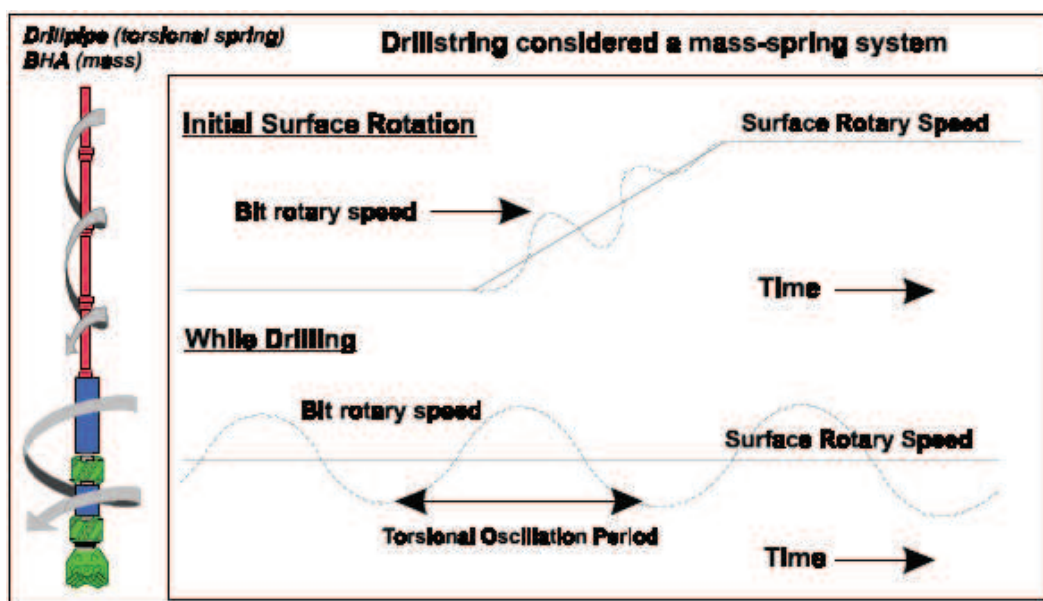 Drillpipe (torsional spring)
BHA (mass)
Drillstring considered a mass-spring system
Initial Surface Rotation
Surface Rotary Speed
Bit rotary speed
Time
While Drilling
Bit rotary speed
Surface Rotary Speed
Torsional Oscillation Period
Time